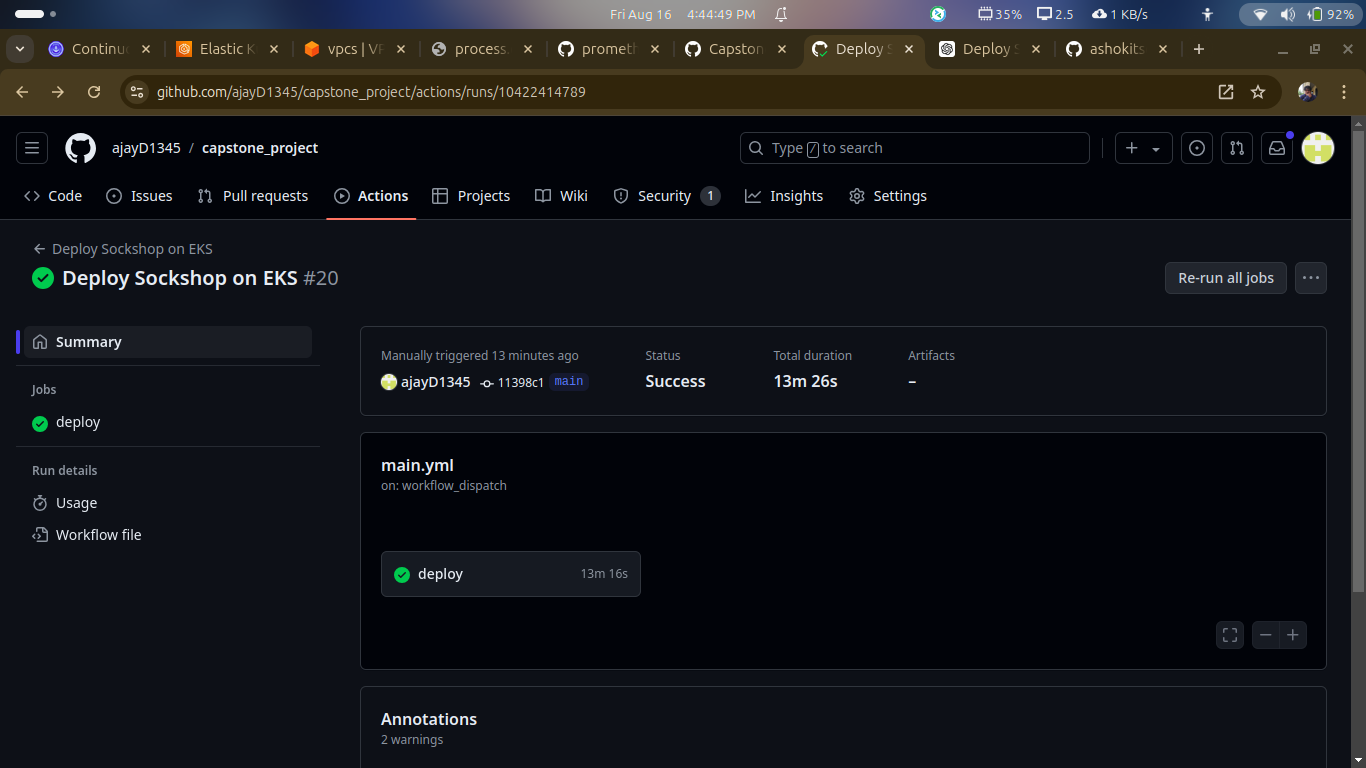 Fri Aug 16 4:44:49 PM 35% 2.5 1 KB/s 92%
Continue Elastic K vpcs | VP process. prometh Capston Deploy S Deploy S ashokits
github.com/ajayD1345/capstone_project/actions/runs/10422414789
ajayD1345 / capstone_project Type / to search
Code Issues Pull requests Actions Projects Wiki Security 1 Insights Settings
Deploy Sockshop on EKS
Deploy Sockshop on EKS #20
Re-run all jobs
Summary
Jobs
deploy
Run details
Usage
Workflow file
Manually triggered 13 minutes ago Status Total duration Artifacts
ajayD1345 11398c1 main Success 13m 26s –
main.yml
on: workflow_dispatch
deploy 13m 16s
Annotations
2 warnings